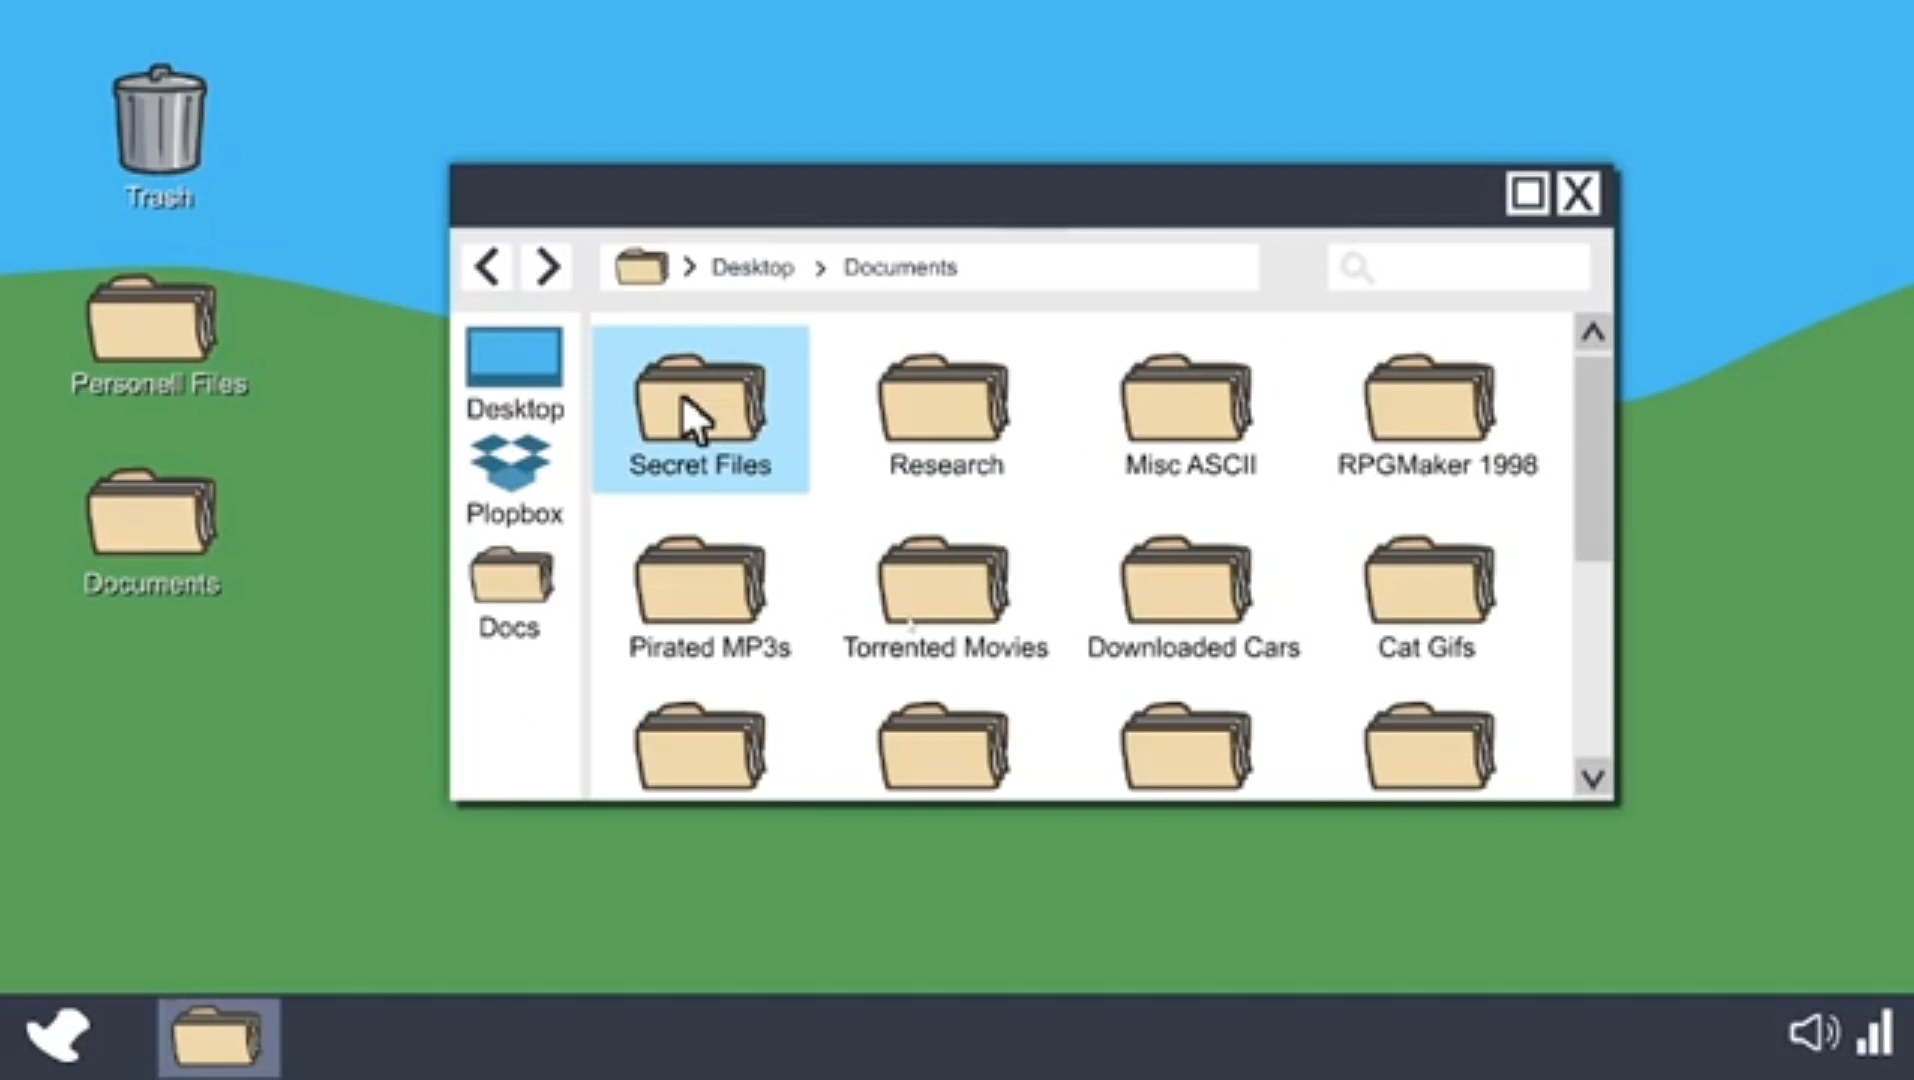 Trash
Personell Files
Documents
X
Desktop Documents
Desktop
Plopbox
Docs
Secret Files Research Misc ASCII RPGMaker 1998
Pirated MP3s Torrented Movies Downloaded Cars Cat Gifs